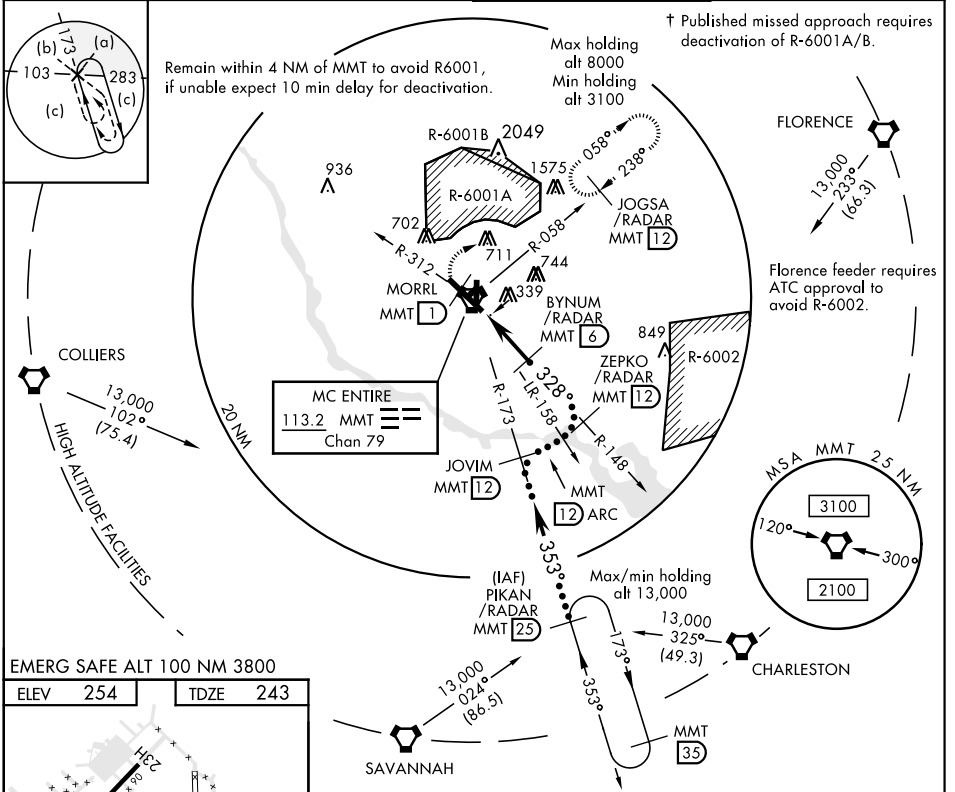 † Published missed approach requires
deactivation of R-6001A/B.
173
(a)
(b)
103
283
(c)
(c)
Remain within 4 NM of MMT to avoid R6001,
if unable expect 10 min delay for deactivation.
Max holding
alt 8000
Min holding
alt 3100
FLORENCE
13,000
233°
(66.3)
R-6001B
2049
058°
238°
936
1575
R-6001A
JOGSA
/RADAR
MMT 12
702
R-058
R-312
711
744
339
Florence feeder requires
ATC approval to
avoid R-6002.
MORRL
MMT 1
BYNUM
/RADAR
MMT 6
849
R-6002
ZEPKO
/RADAR
MMT 12
COLLIERS
13,000
102°
(75.4)
20 NM
MC ENTIRE
113.2 MMT
Chan 79
328°
R-173
LR-158
R-148
HIGH ALTITUDE FACILITIES
JOVIM
MMT 12
MMT
12 ARC
MSA MMT 25 NM
3100
120°
300°
2100
353°
(IAF)
PIKAN
/RADAR
MMT 25
Max/min holding
alt 13,000
13,000
325°
(49.3)
CHARLESTON
173°
353°
EMERG SAFE ALT 100 NM 3800
ELEV 254
TDZE 243
13,000
024°
(86.5)
MMT
35
SAVANNAH
23H
90